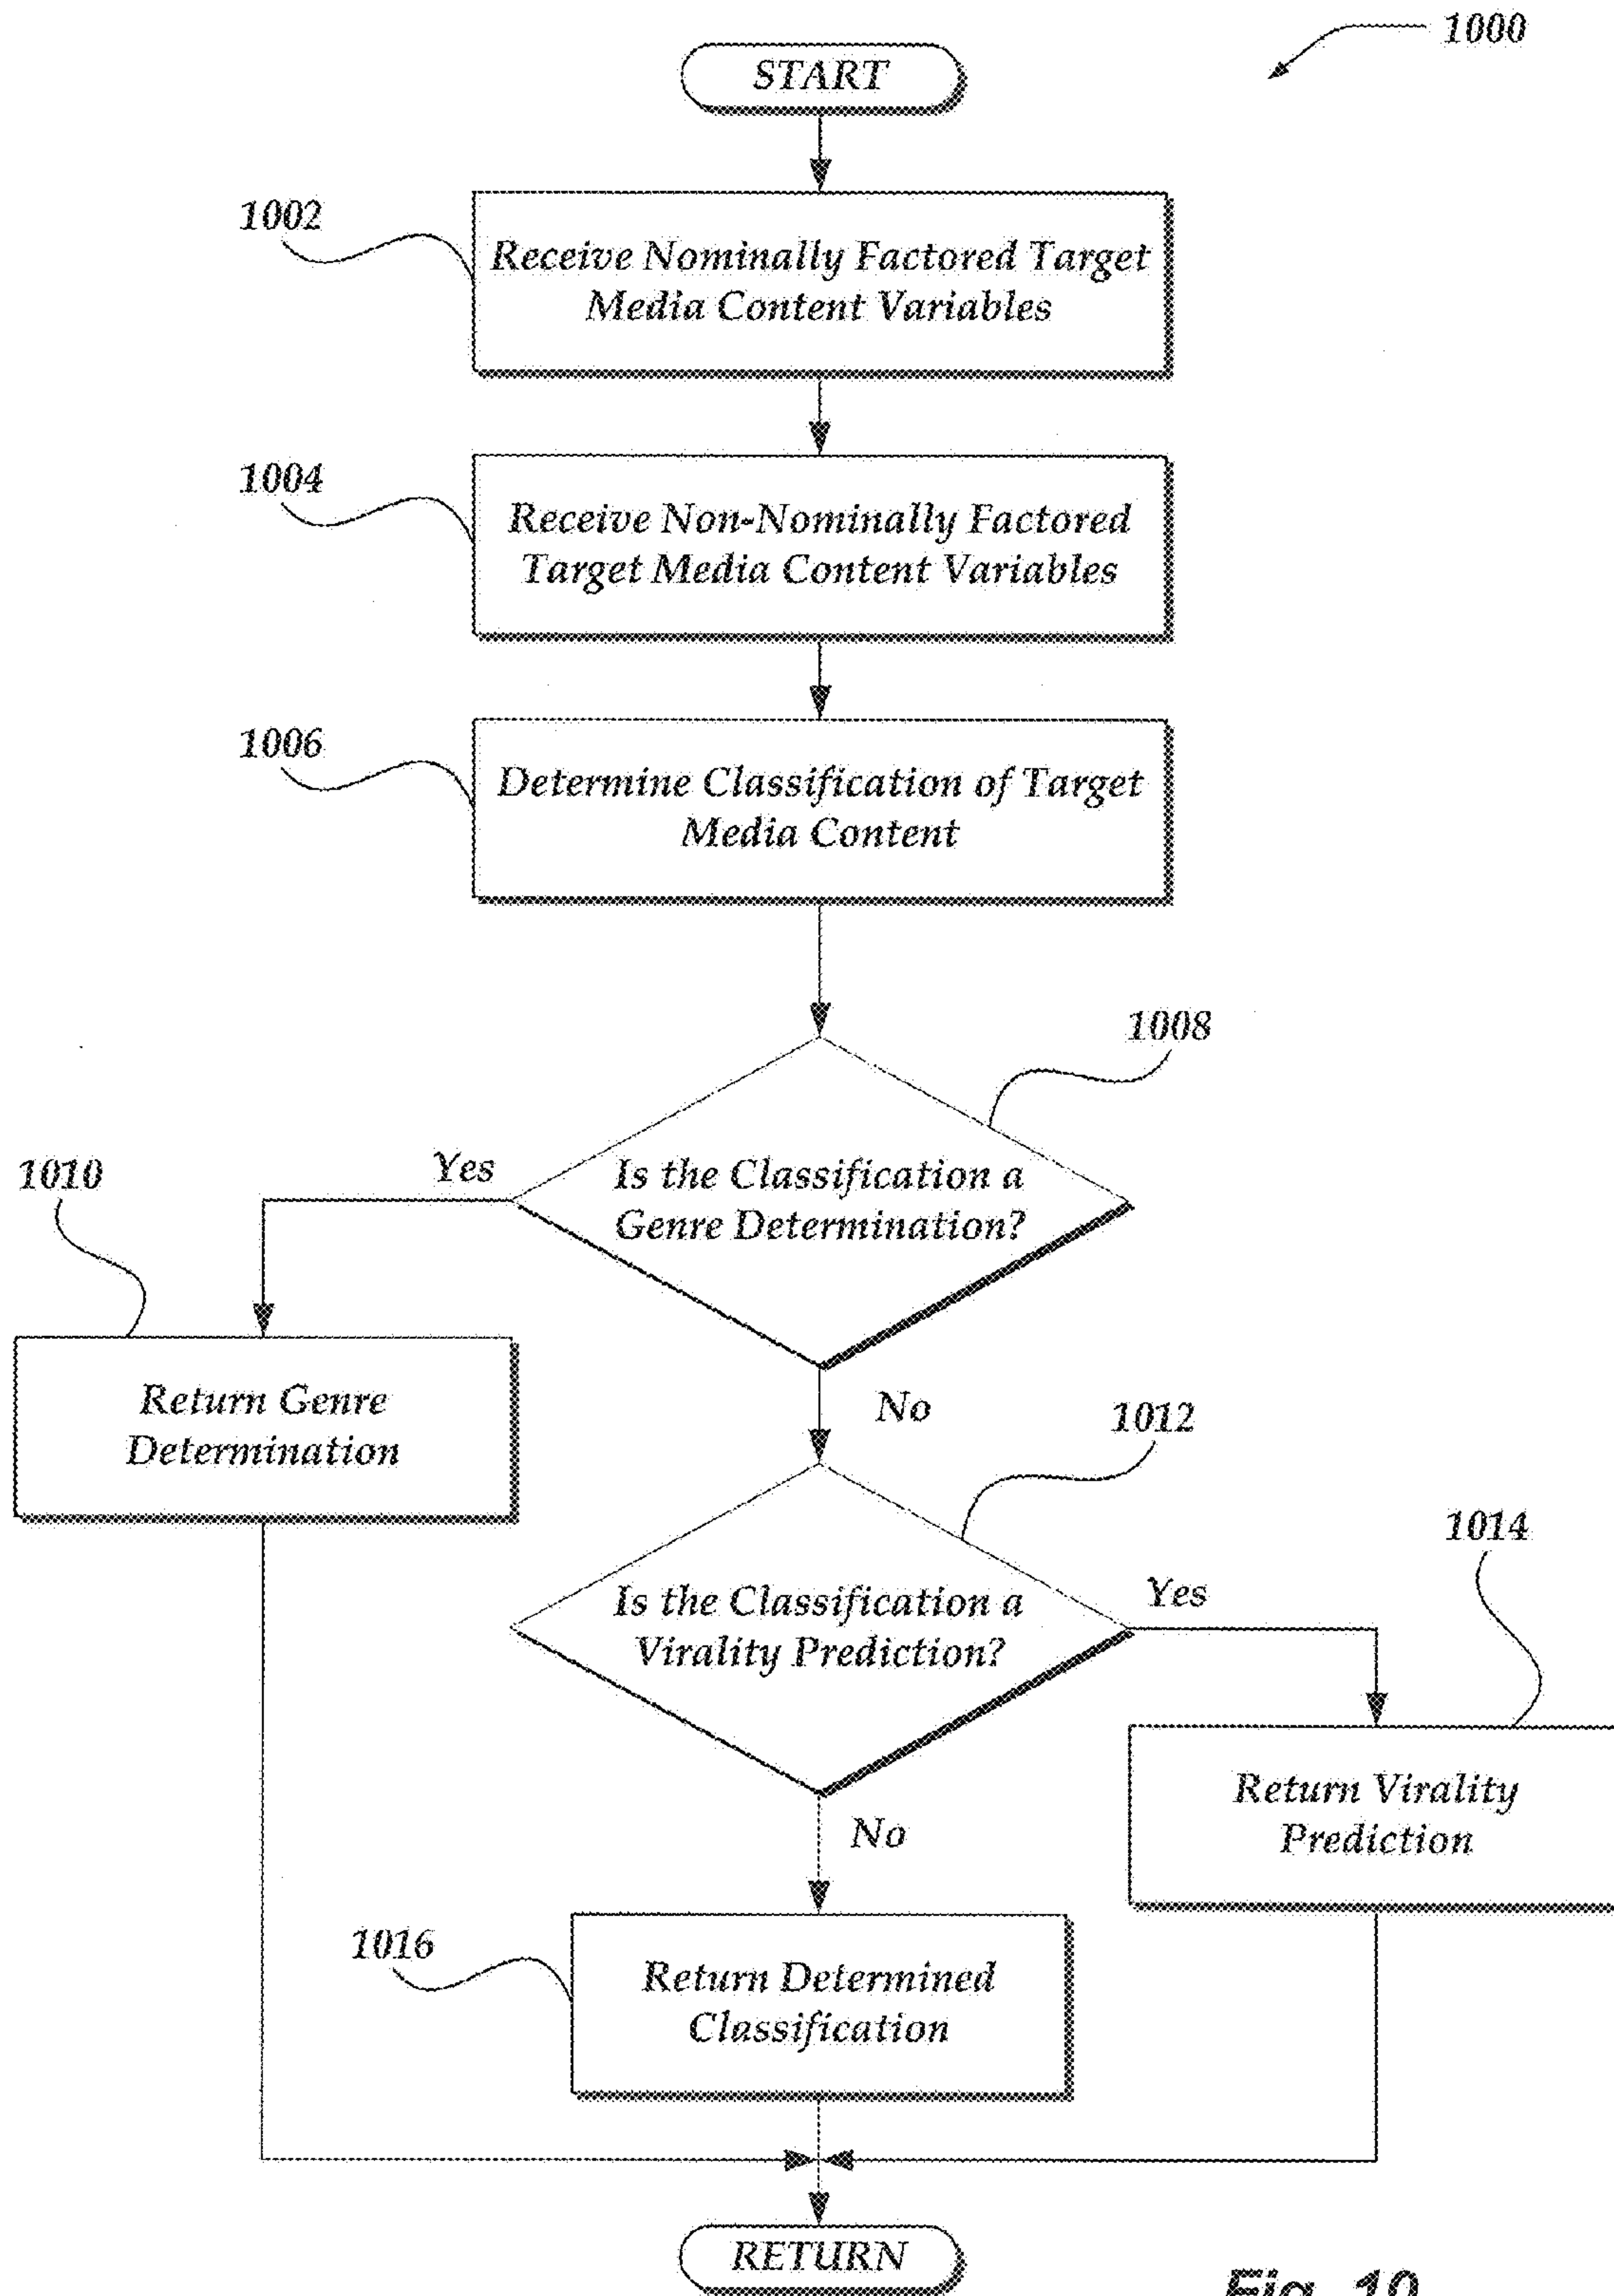 1000
START
1002
Receive Nominally Factored Target
Media Content Variables
1004
Receive Non-Nominally Factored
Target Media Content Variables
1006
Determine Classification of Target
Media Content
1008
Is the Classification a
Genre Determination?
Yes
1010
Return Genre
Determination
No
1012
Is the Classification a
Virality Prediction?
Yes
1014
Return Virality
Prediction
No
1016
Return Determined
Classification
RETURN
Fig. 10